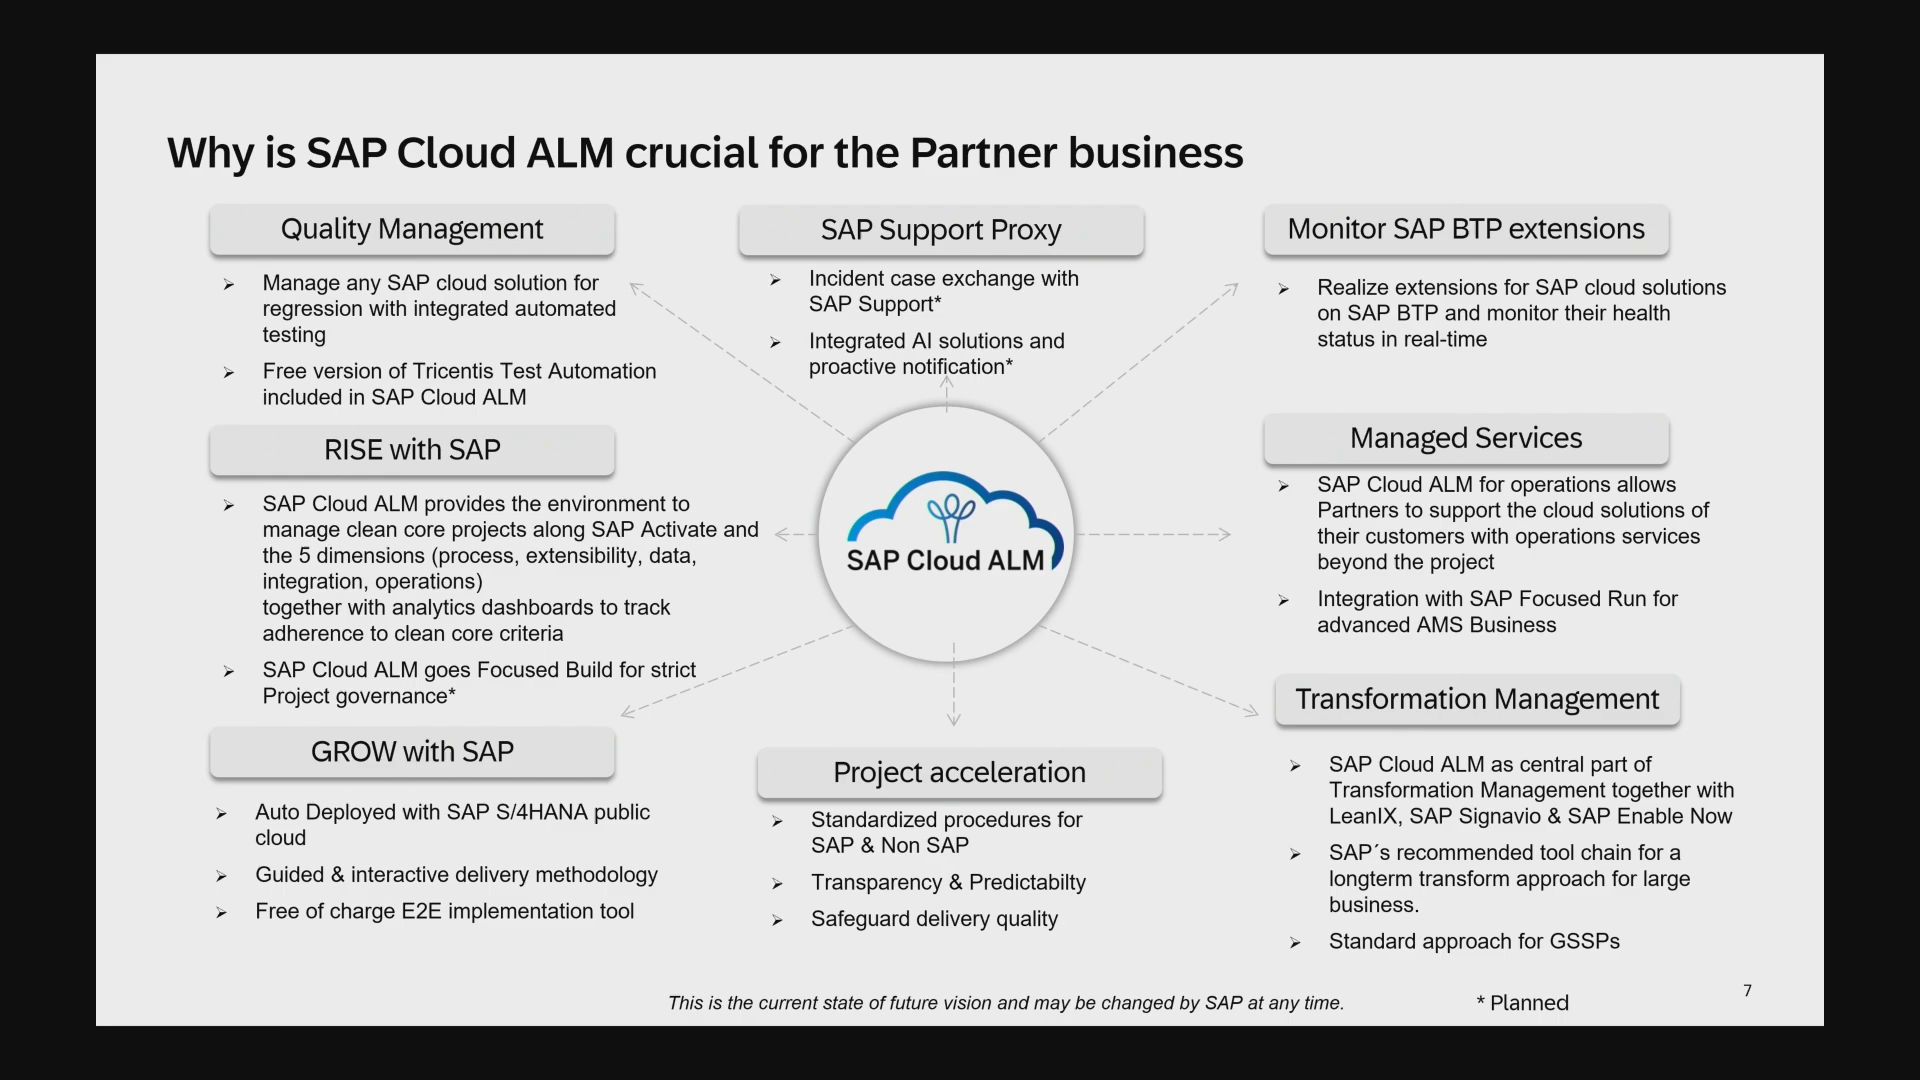 Why is SAP Cloud ALM crucial for the Partner business
Quality Management
➢ Manage any SAP cloud solution for
regression with integrated automated
testing
➢ Free version of Tricentis Test Automation
included in SAP Cloud ALM
SAP Support Proxy
➢ Incident case exchange with
SAP Support*
➢ Integrated AI solutions and
proactive notification*
Monitor SAP BTP extensions
➢ Realize extensions for SAP cloud solutions
on SAP BTP and monitor their health
status in real-time
RISE with SAP
➢ SAP Cloud ALM provides the environment to
manage clean core projects along SAP Activate and
the 5 dimensions (process, extensibility, data,
integration, operations)
together with analytics dashboards to track
adherence to clean core criteria
➢ SAP Cloud ALM goes Focused Build for strict
Project governance*
SAP Cloud ALM
Managed Services
➢ SAP Cloud ALM for operations allows
Partners to support the cloud solutions of
their customers with operations services
beyond the project
➢ Integration with SAP Focused Run for
advanced AMS Business
GROW with SAP
➢ Auto Deployed with SAP S/4HANA public
cloud
➢ Guided & interactive delivery methodology
➢ Free of charge E2E implementation tool
Project acceleration
➢ Standardized procedures for
SAP & Non SAP
➢ Transparency & Predictabilty
➢ Safeguard delivery quality
Transformation Management
➢ SAP Cloud ALM as central part of
Transformation Management together with
LeanIX, SAP Signavio & SAP Enable Now
➢ SAP´s recommended tool chain for a
longterm transform approach for large
business.
➢ Standard approach for GSSPs
This is the current state of future vision and may be changed by SAP at any time.
* Planned
7